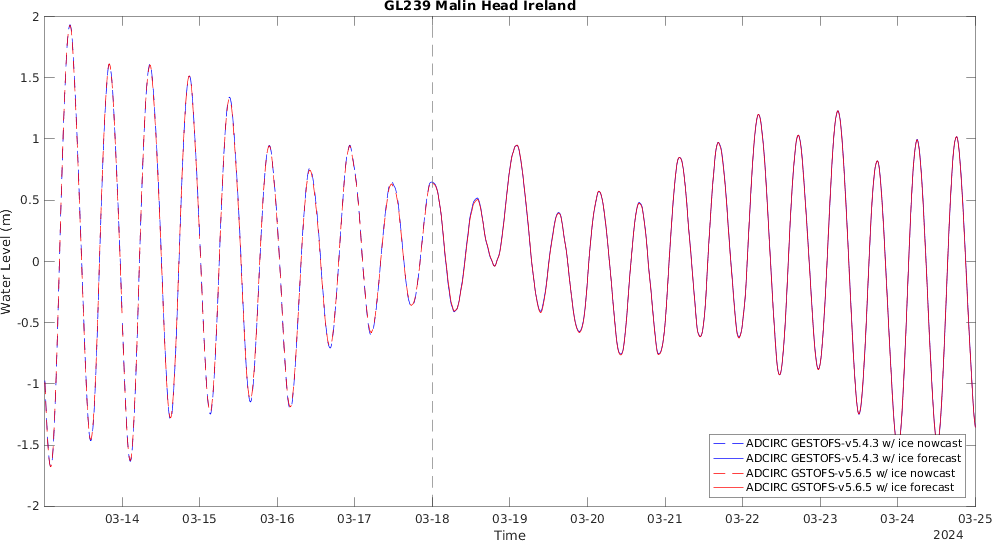 GL239 Malin Head Ireland
2
1.5
1
0.5
0
-0.5
-1
-1.5
-2
Water Level (m)
ADCIRC GESTOFS-v5.4.3 w/ ice nowcast
ADCIRC GESTOFS-v5.4.3 w/ ice forecast
ADCIRC GSTOFS-v5.6.5 w/ ice nowcast
ADCIRC GSTOFS-v5.6.5 w/ ice forecast
03-14 03-15 03-16 03-17 03-18 03-19 03-20 03-21 03-22 03-23 03-24 03-25
Time
2024